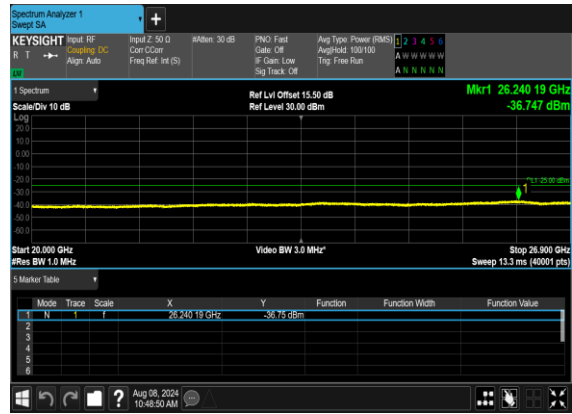 Spectrum Analyzer 1
Swept SA
+
KEYSIGHT Input: RF Input Z: 50 Ω #Atten: 30 dB PNO: Fast Avg Type: Power (RMS) 1 2 3 4 5 6
R T Coupling: DC Corr CCorr Gate: Off Avg|Hold: 100/100 A W W W W W
Align: Auto Freq Ref: Int (S) IF Gain: Low Trig: Free Run
Sig Track: Off A N N N N N
1 Spectrum Ref Lvl Offset 15.50 dB Mkr1 26.240 19 GHz
Scale/Div 10 dB Ref Level 30.00 dBm -36.747 dBm
Log
20.0
10.0
0.00
-10.0
-20.0
DL1 -25.00 dBm
-30.0
1
-40.0
-50.0
-60.0
Start 20.000 GHz Video BW 3.0 MHz* Stop 26.900 GHz
#Res BW 1.0 MHz Sweep 13.3 ms (40001 pts)
5 Marker Table
Mode Trace Scale X Y Function Function Width Function Value
1 N 1 f 26.240 19 GHz -36.75 dBm
2
3
4
5
6
? Aug 08, 2024
10:48:50 AM